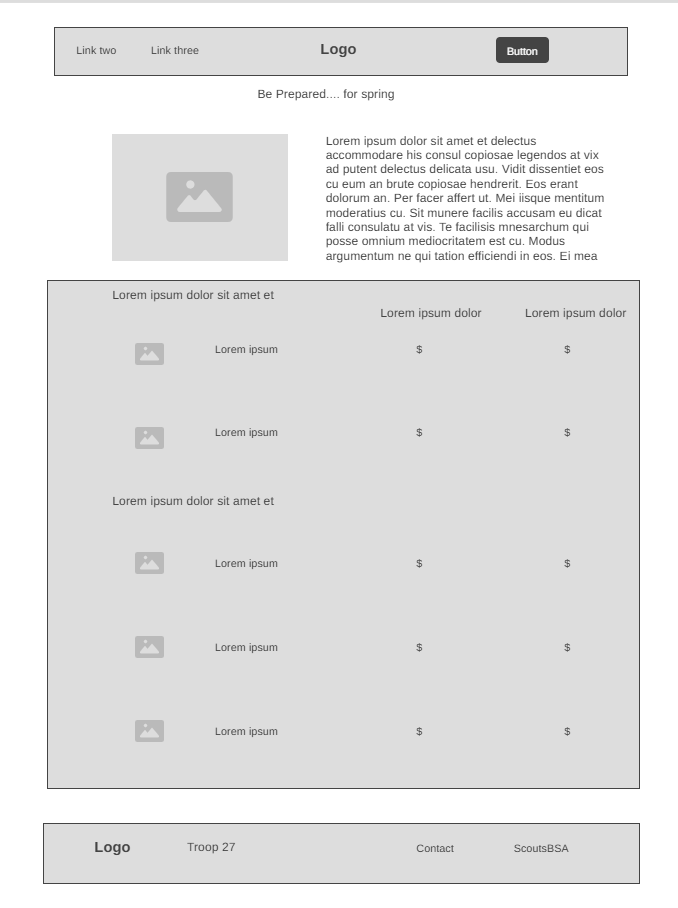 Link two Link three Logo Button
Be Prepared.... for spring
Lorem ipsum dolor sit amet et delectus
accommodare his consul copiosae legendos at vix
ad putent delectus delicata usu. Vidit dissentiet eos
cu eum an brute copiosae hendrerit. Eos erant
dolorum an. Per facer affert ut. Mei iisque mentitum
moderatius cu. Sit munere facilis accusam eu dicat
falli consulatu at vis. Te facilisis mnesarchum qui
posse omnium mediocritatem est cu. Modus
argumentum ne qui tation efficiendi in eos. Ei mea
Lorem ipsum dolor sit amet et
Lorem ipsum dolor Lorem ipsum dolor
Lorem ipsum $ $
Lorem ipsum $ $
Lorem ipsum dolor sit amet et
Lorem ipsum $ $
Lorem ipsum $ $
Lorem ipsum $ $
Logo Troop 27 Contact ScoutsBSA